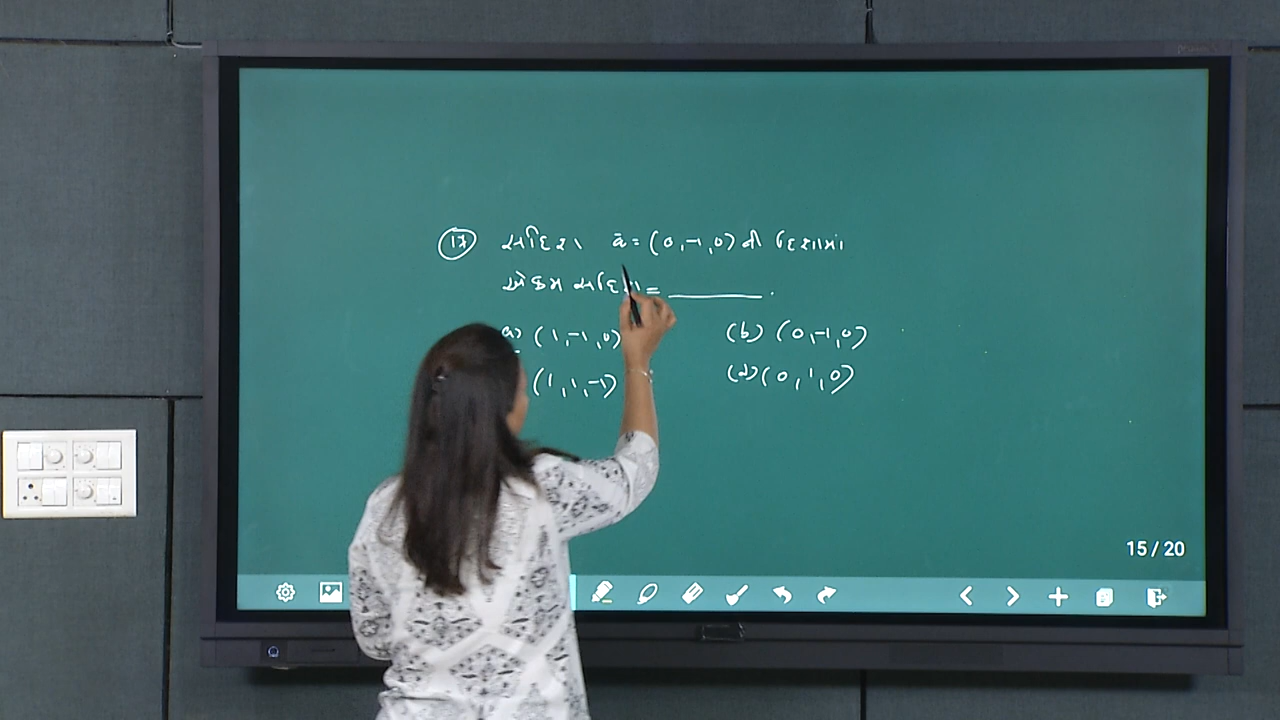 (17) સદિશ ā = (0, -1, 0) ની દિશામાં
એકમ સદિશ = ________ .
(a) (1, -1, 0) (b) (0, -1, 0)
(1, 1, -1) (d) (0, 1, 0)
15 / 20